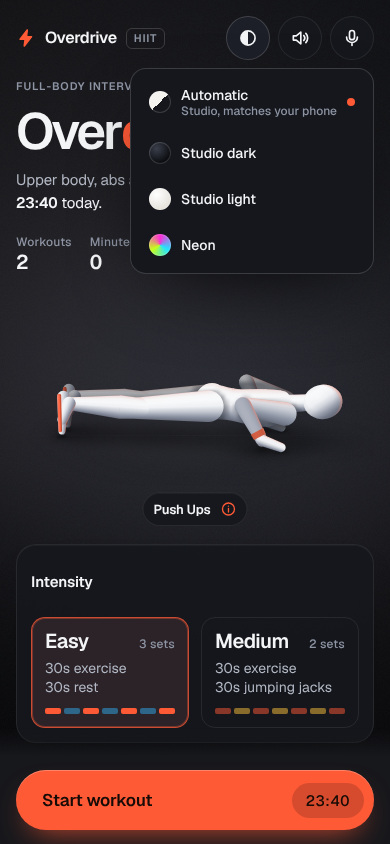 Overdrive HIIT
FULL-BODY INTERV
Automatic
Studio, matches your phone
Studio dark
Studio light
Neon
Over
Upper body, abs
23:40 today.
Workouts
2
Minute
0
Push Ups
Intensity
Easy
3 sets
30s exercise
30s rest
Medium
2 sets
30s exercise
30s jumping jacks
Start workout
23:40